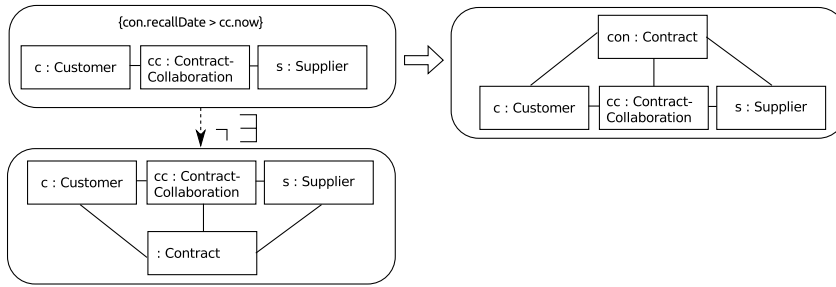 {con.recallDate > cc.now}
c : Customer
cc : Contract-
Collaboration
s : Supplier
con : Contract
c : Customer
cc : Contract-
Collaboration
s : Supplier
¬∃
c : Customer
cc : Contract-
Collaboration
s : Supplier
: Contract